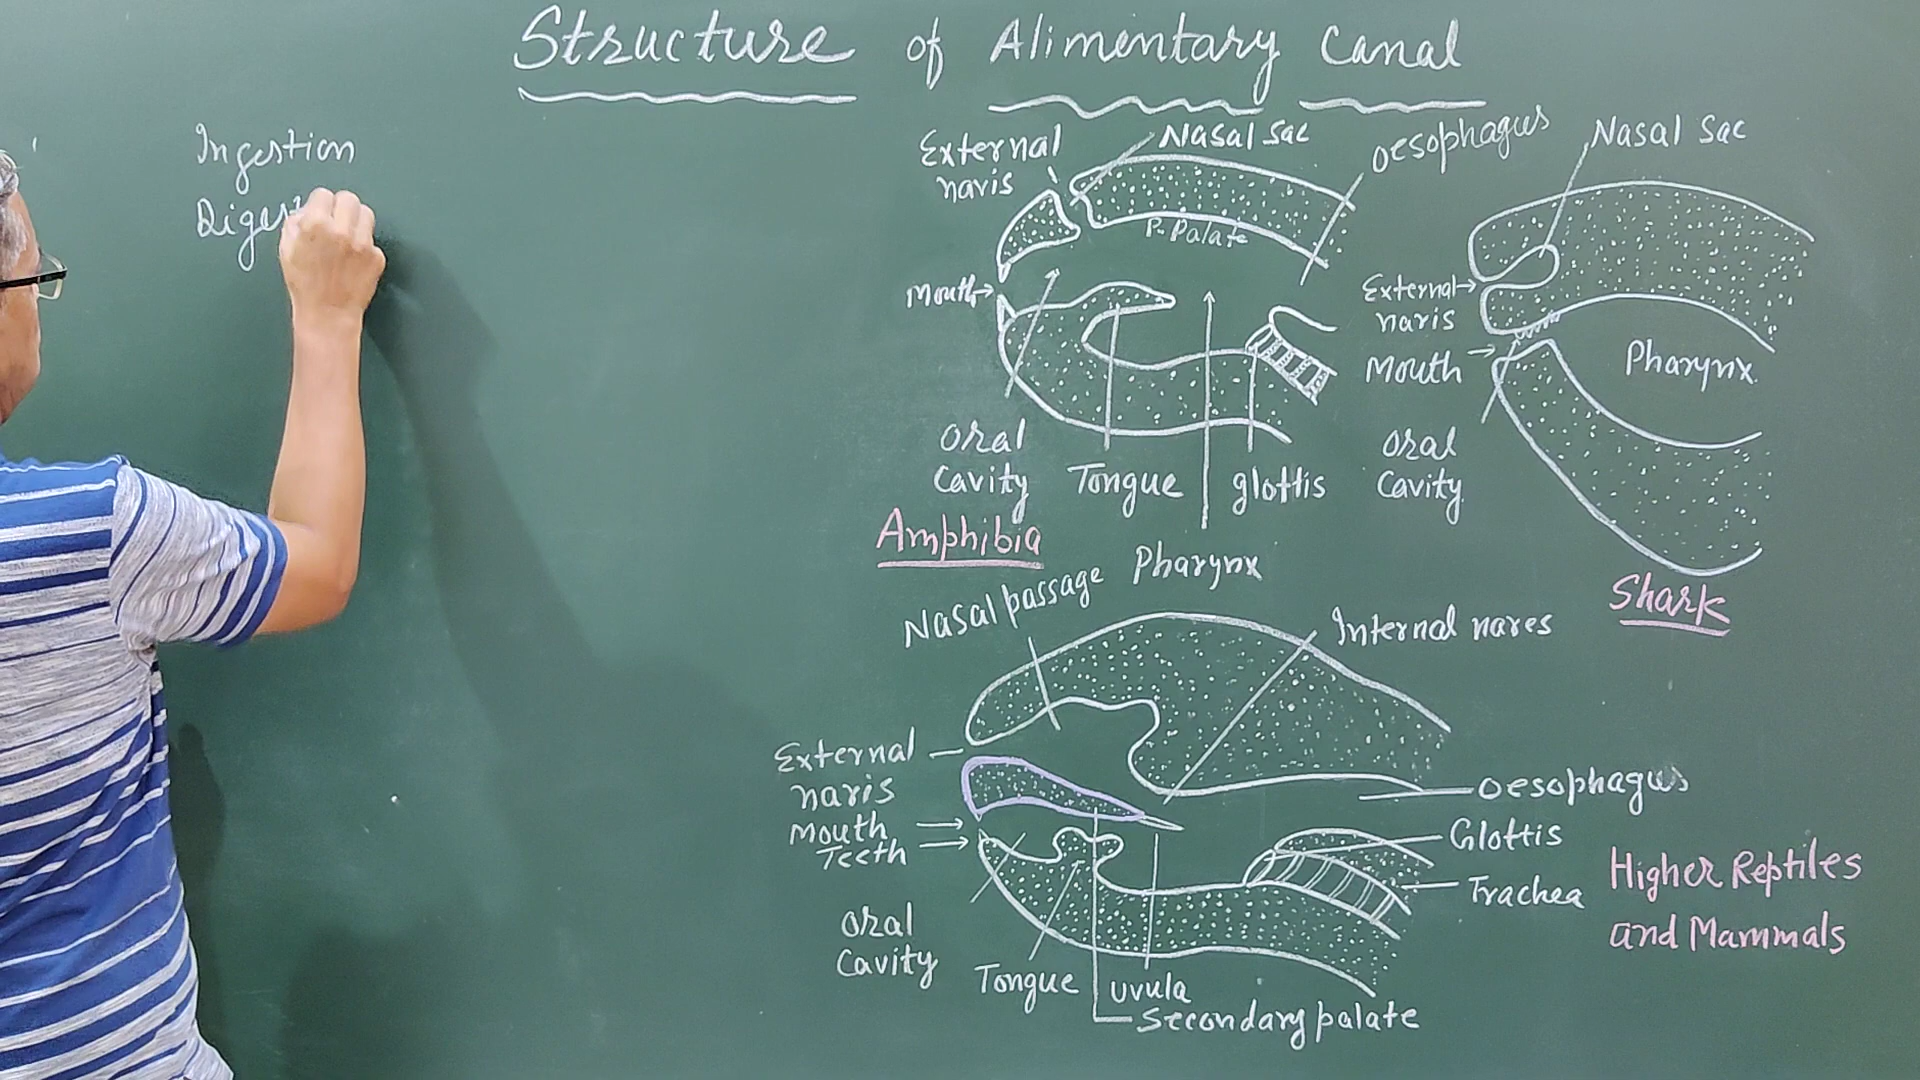 Structure of Alimentary Canal
Ingestion
External
naris
Nasal Sac
oesophagus
P. Palate
Mouth
Oral
Cavity
Tongue
glottis
Pharynx
Amphibia
Nasal Sac
External
naris
Mouth
Pharynx
Oral
Cavity
Shark
Nasal passage
Internal nares
External
naris
Mouth
Teeth
Oral
Cavity
Tongue
uvula
Secondary palate
oesophagus
Glottis
Trachea
Higher Reptiles
and Mammals